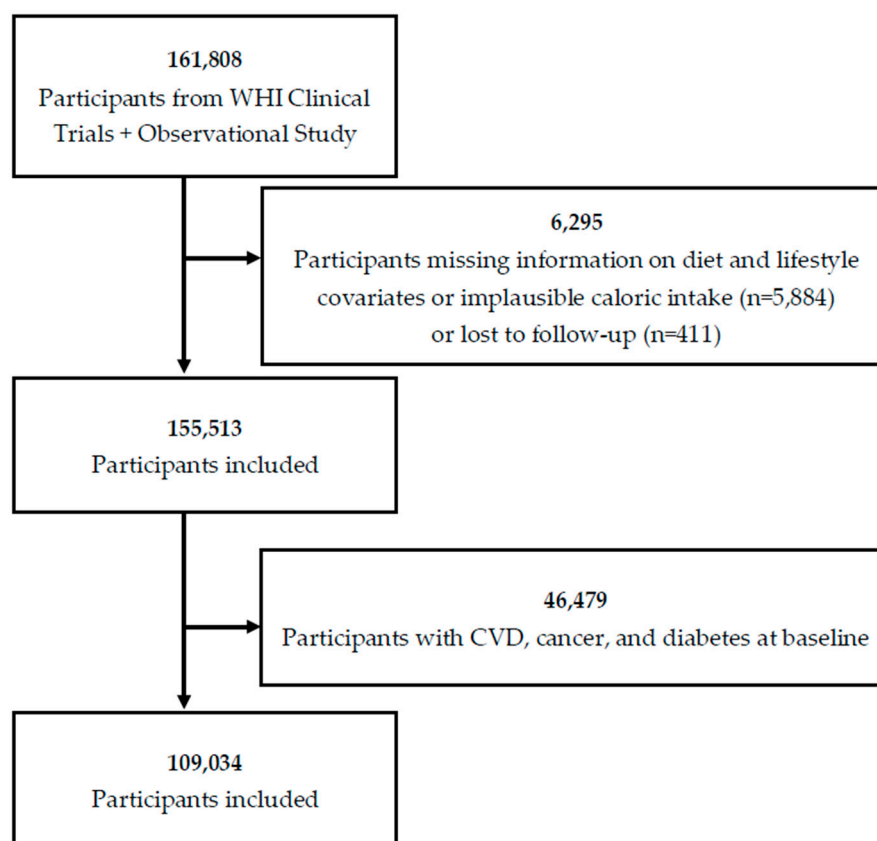 161,808
Participants from WHI Clinical
Trials + Observational Study
6,295
Participants missing information on diet and lifestyle
covariates or implausible caloric intake (n=5,884)
or lost to follow-up (n=411)
155,513
Participants included
46,479
Participants with CVD, cancer, and diabetes at baseline
109,034
Participants included